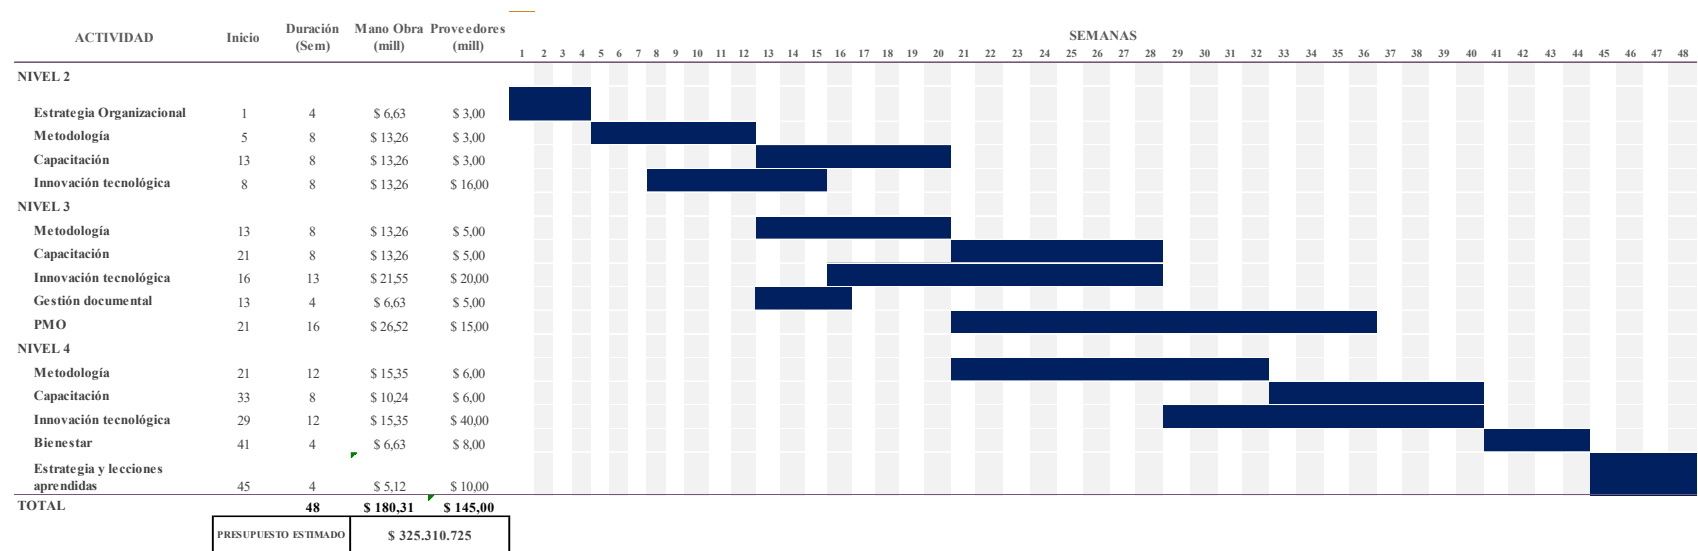 ACTIVIDAD Inicio Duración (Sem) Mano Obra (mill) Proveedores (mill) SEMANAS
1 2 3 4 5 6 7 8 9 10 11 12 13 14 15 16 17 18 19 20 21 22 23 24 25 26 27 28 29 30 31 32 33 34 35 36 37 38 39 40 41 42 43 44 45 46 47 48
NIVEL 2
Estrategia Organizacional 1 4 $ 6,63 $ 3,00
Metodología 5 8 $ 13,26 $ 3,00
Capacitación 13 8 $ 13,26 $ 3,00
Innovación tecnológica 8 8 $ 13,26 $ 16,00
NIVEL 3
Metodología 13 8 $ 13,26 $ 5,00
Capacitación 21 8 $ 13,26 $ 5,00
Innovación tecnológica 16 13 $ 21,55 $ 20,00
Gestión documental 13 4 $ 6,63 $ 5,00
PMO 21 16 $ 26,52 $ 15,00
NIVEL 4
Metodología 21 12 $ 15,35 $ 6,00
Capacitación 33 8 $ 10,24 $ 6,00
Innovación tecnológica 29 12 $ 15,35 $ 40,00
Bienestar 41 4 $ 6,63 $ 8,00
Estrategia y lecciones
aprendidas 45 4 $ 5,12 $ 10,00
TOTAL 48 $ 180,31 $ 145,00
PRESUPUESTO ESTIMADO $ 325.310.725